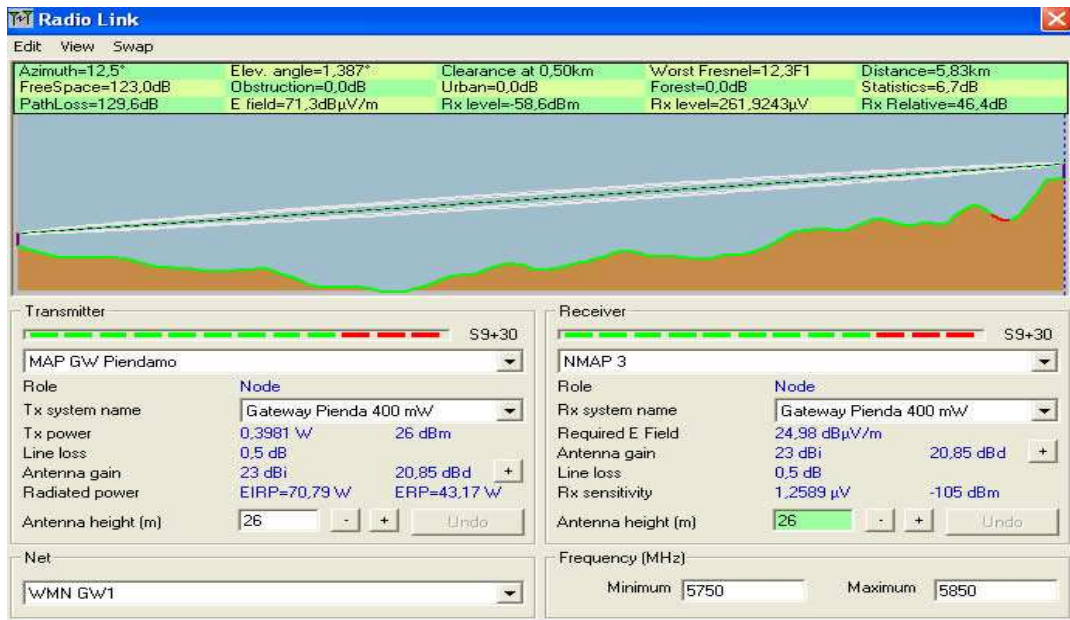 Radio Link
Edit View Swap
Azimuth=12,5° Elev. angle=1,387° Clearance at 0,50km Worst Fresnel=12,3F1 Distance=5,83km
FreeSpace=123,0dB Obstruction=0,0dB Urban=0,0dB Forest=0,0dB Statistics=6,7dB
PathLoss=129,6dB E field=71,3dBµV/m Rx level=-58,6dBm Rx level=261,9243µV Rx Relative=46,4dB
Transmitter
S9+30
MAP GW Piendamo
Role Node
Tx system name Gateway Pienda 400 mW
Tx power 0,3981 W 26 dBm
Line loss 0,5 dB
Antenna gain 23 dBi 20,85 dBd +
Radiated power EIRP=70,79 W ERP=43,17 W
Antenna height (m) 26 - + Undo
Net
WMN GW1
Receiver
S9+30
NMAP 3
Role Node
Rx system name Gateway Pienda 400 mW
Required E Field 24,98 dBµV/m
Antenna gain 23 dBi 20,85 dBd +
Line loss 0,5 dB
Rx sensitivity 1,2589 µV -105 dBm
Antenna height (m) 26 - + Undo
Frequency (MHz)
Minimum 5750 Maximum 5850